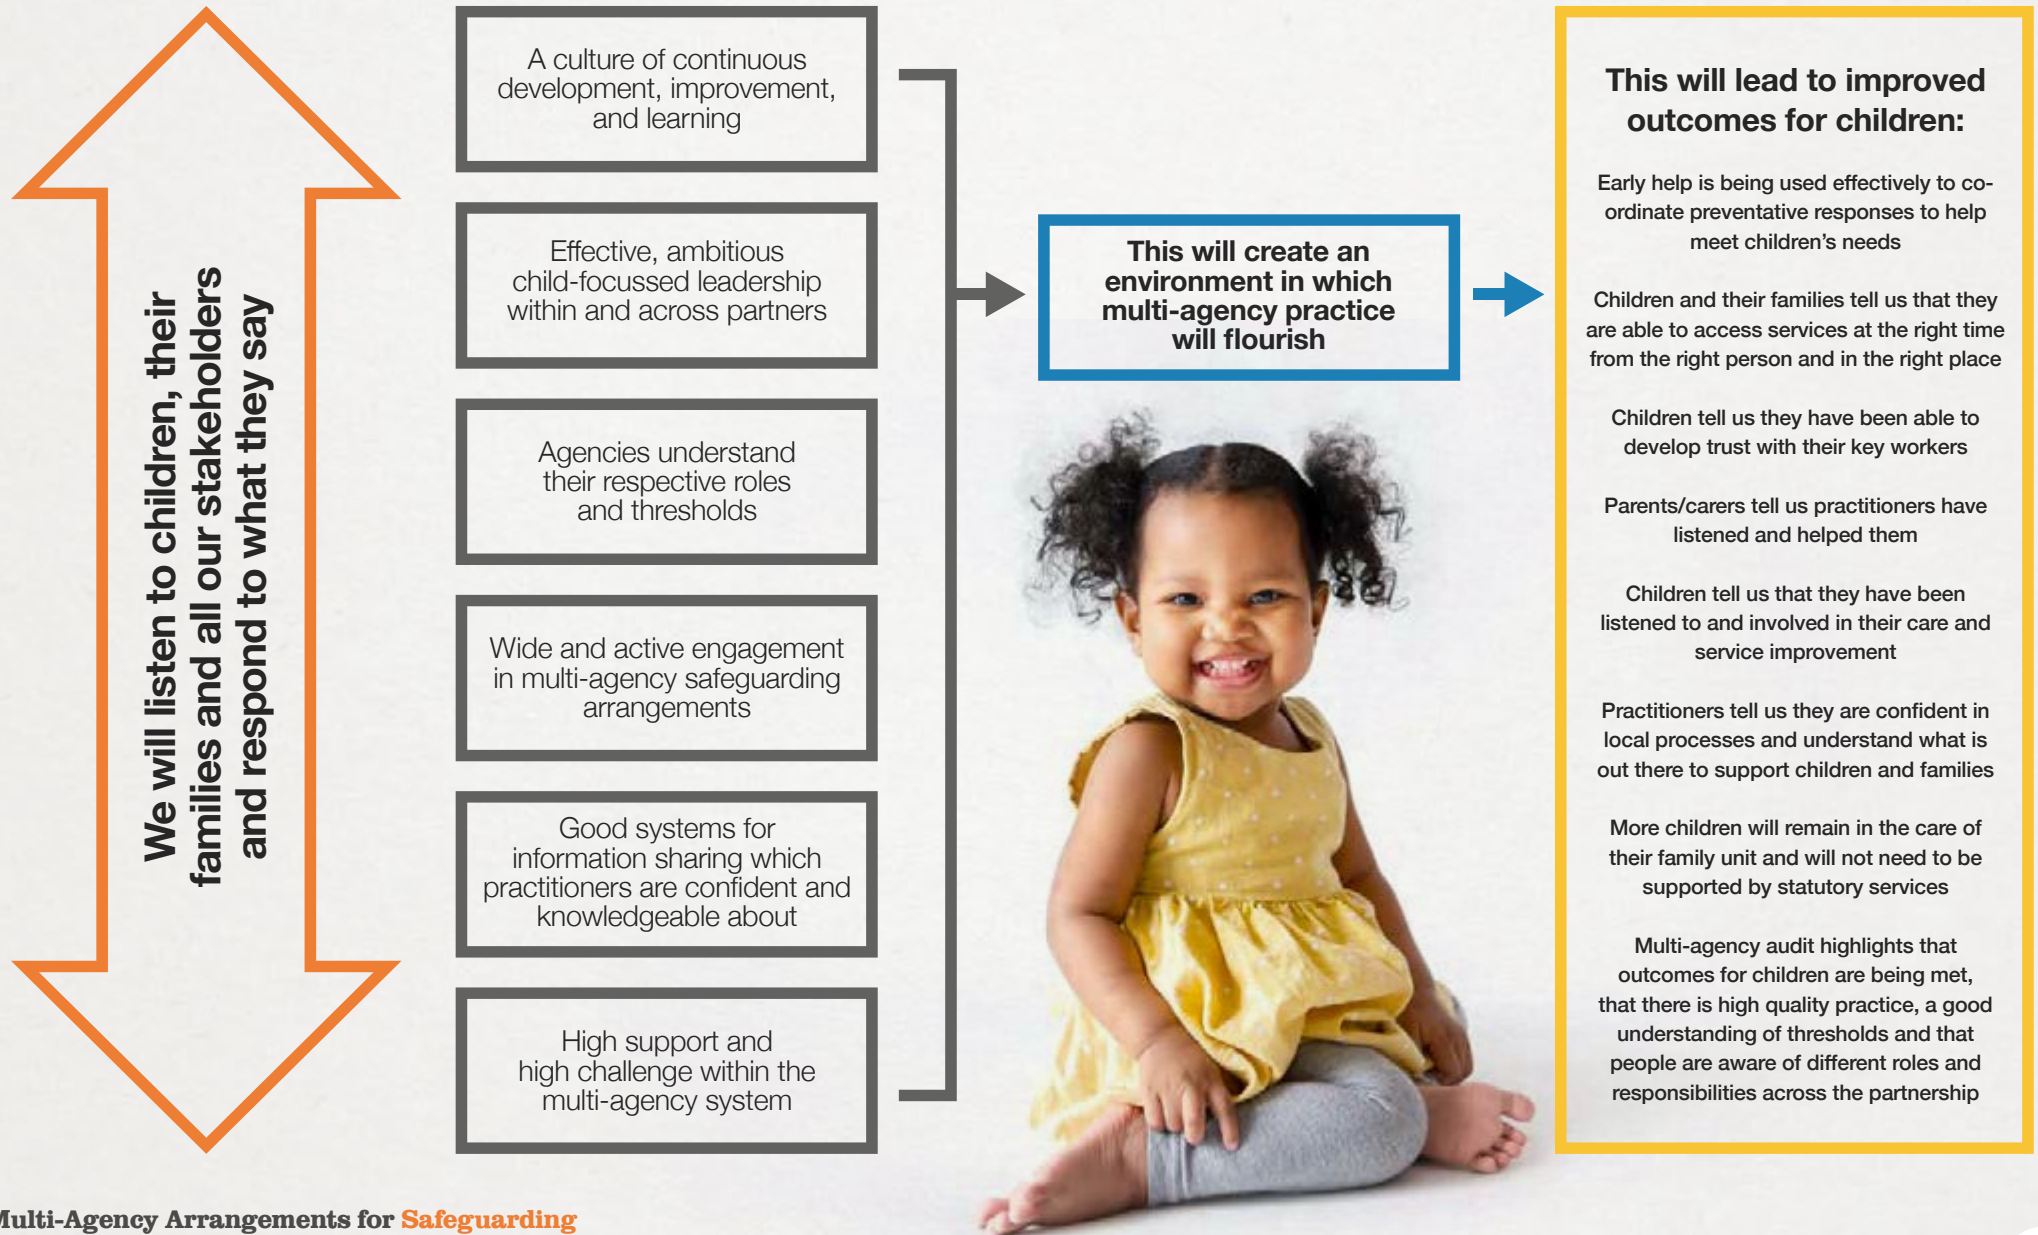 We will listen to children, their
families and all our stakeholders
and respond to what they say
A culture of continuous
development, improvement,
and learning
Effective, ambitious
child-focussed leadership
within and across partners
Agencies understand
their respective roles
and thresholds
Wide and active engagement
in multi-agency safeguarding
arrangements
Good systems for
information sharing which
practitioners are confident and
knowledgeable about
High support and
high challenge within the
multi-agency system
This will create an
environment in which
multi-agency practice
will flourish
This will lead to improved
outcomes for children:
Early help is being used effectively to co-
ordinate preventative responses to help
meet children’s needs
Children and their families tell us that they
are able to access services at the right time
from the right person and in the right place
Children tell us they have been able to
develop trust with their key workers
Parents/carers tell us practitioners have
listened and helped them
Children tell us that they have been
listened to and involved in their care and
service improvement
Practitioners tell us they are confident in
local processes and understand what is
out there to support children and families
More children will remain in the care of
their family unit and will not need to be
supported by statutory services
Multi-agency audit highlights that
outcomes for children are being met,
that there is high quality practice, a good
understanding of thresholds and that
people are aware of different roles and
responsibilities across the partnership
Multi-Agency Arrangements for Safeguarding